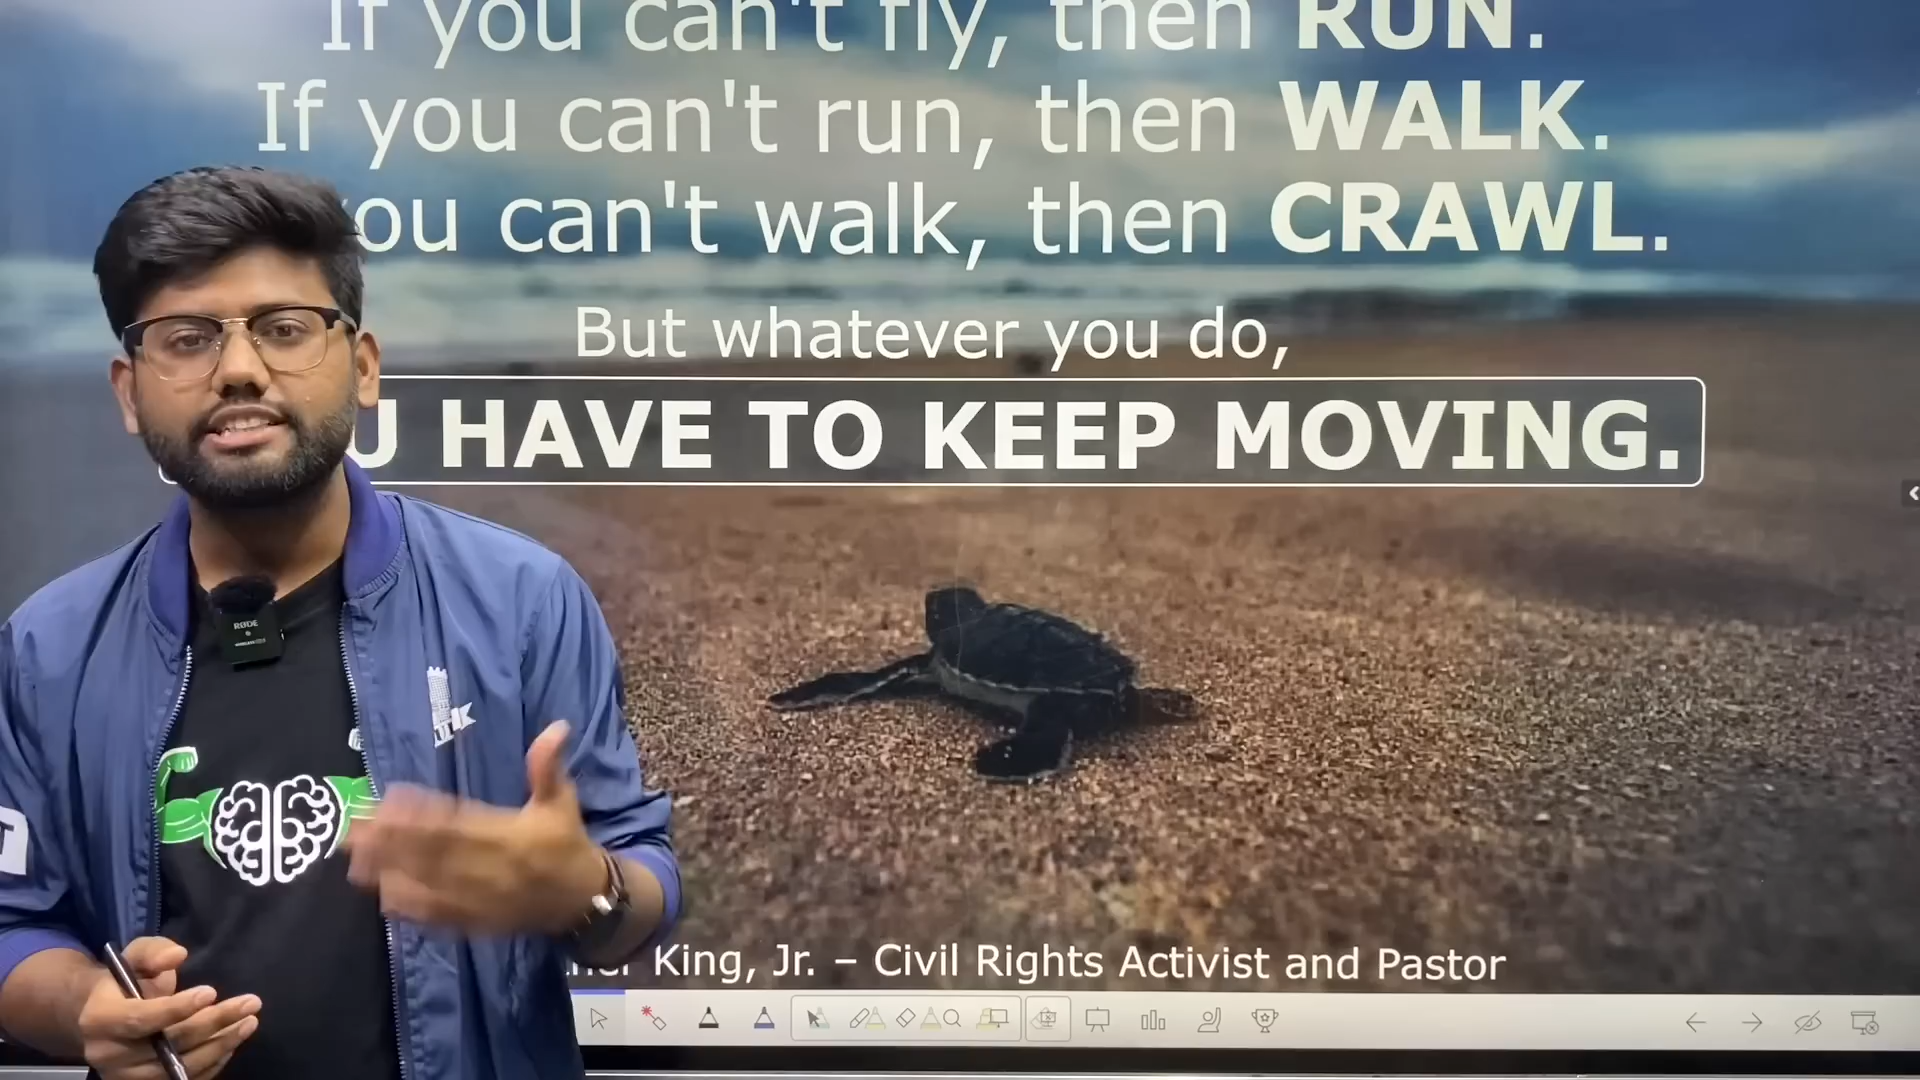 If you can't fly, then RUN.
If you can't run, then WALK.
you can't walk, then CRAWL.
But whatever you do,
U HAVE TO KEEP MOVING.
King, Jr. – Civil Rights Activist and Pastor
RØDE
T